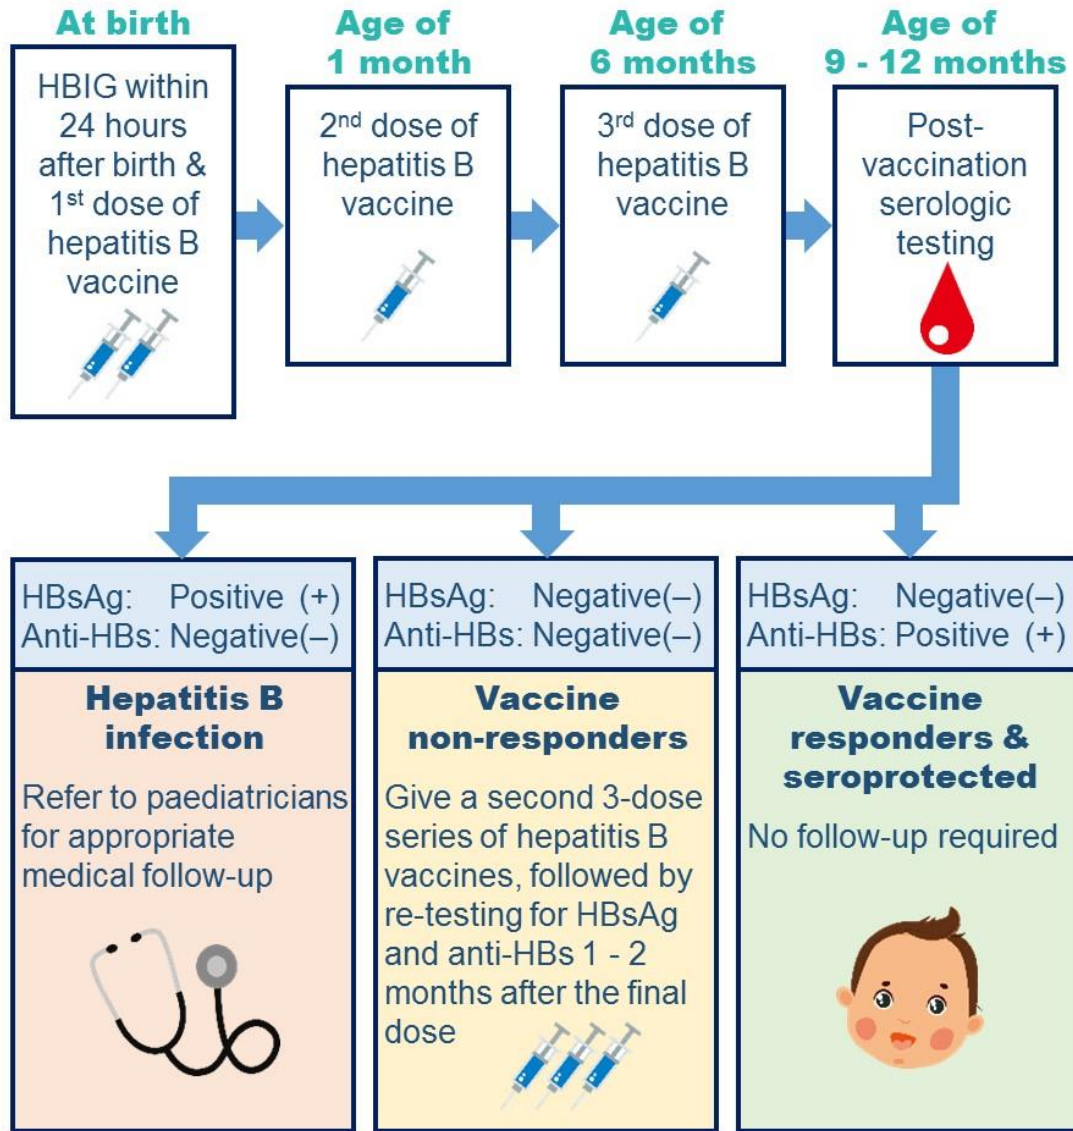 At birth
HBIG within
24 hours
after birth &
1st dose of
hepatitis B
vaccine
Age of
1 month
2nd dose of
hepatitis B
vaccine
Age of
6 months
3rd dose of
hepatitis B
vaccine
Age of
9 - 12 months
Post-
vaccination
serologic
testing
HBsAg: Positive (+)
Anti-HBs: Negative(–)
Hepatitis B
infection
Refer to paediatricians
for appropriate
medical follow-up
HBsAg: Negative(–)
Anti-HBs: Negative(–)
Vaccine
non-responders
Give a second 3-dose
series of hepatitis B
vaccines, followed by
re-testing for HBsAg
and anti-HBs 1 - 2
months after the final
dose
HBsAg: Negative(–)
Anti-HBs: Positive (+)
Vaccine
responders &
seroprotected
No follow-up required